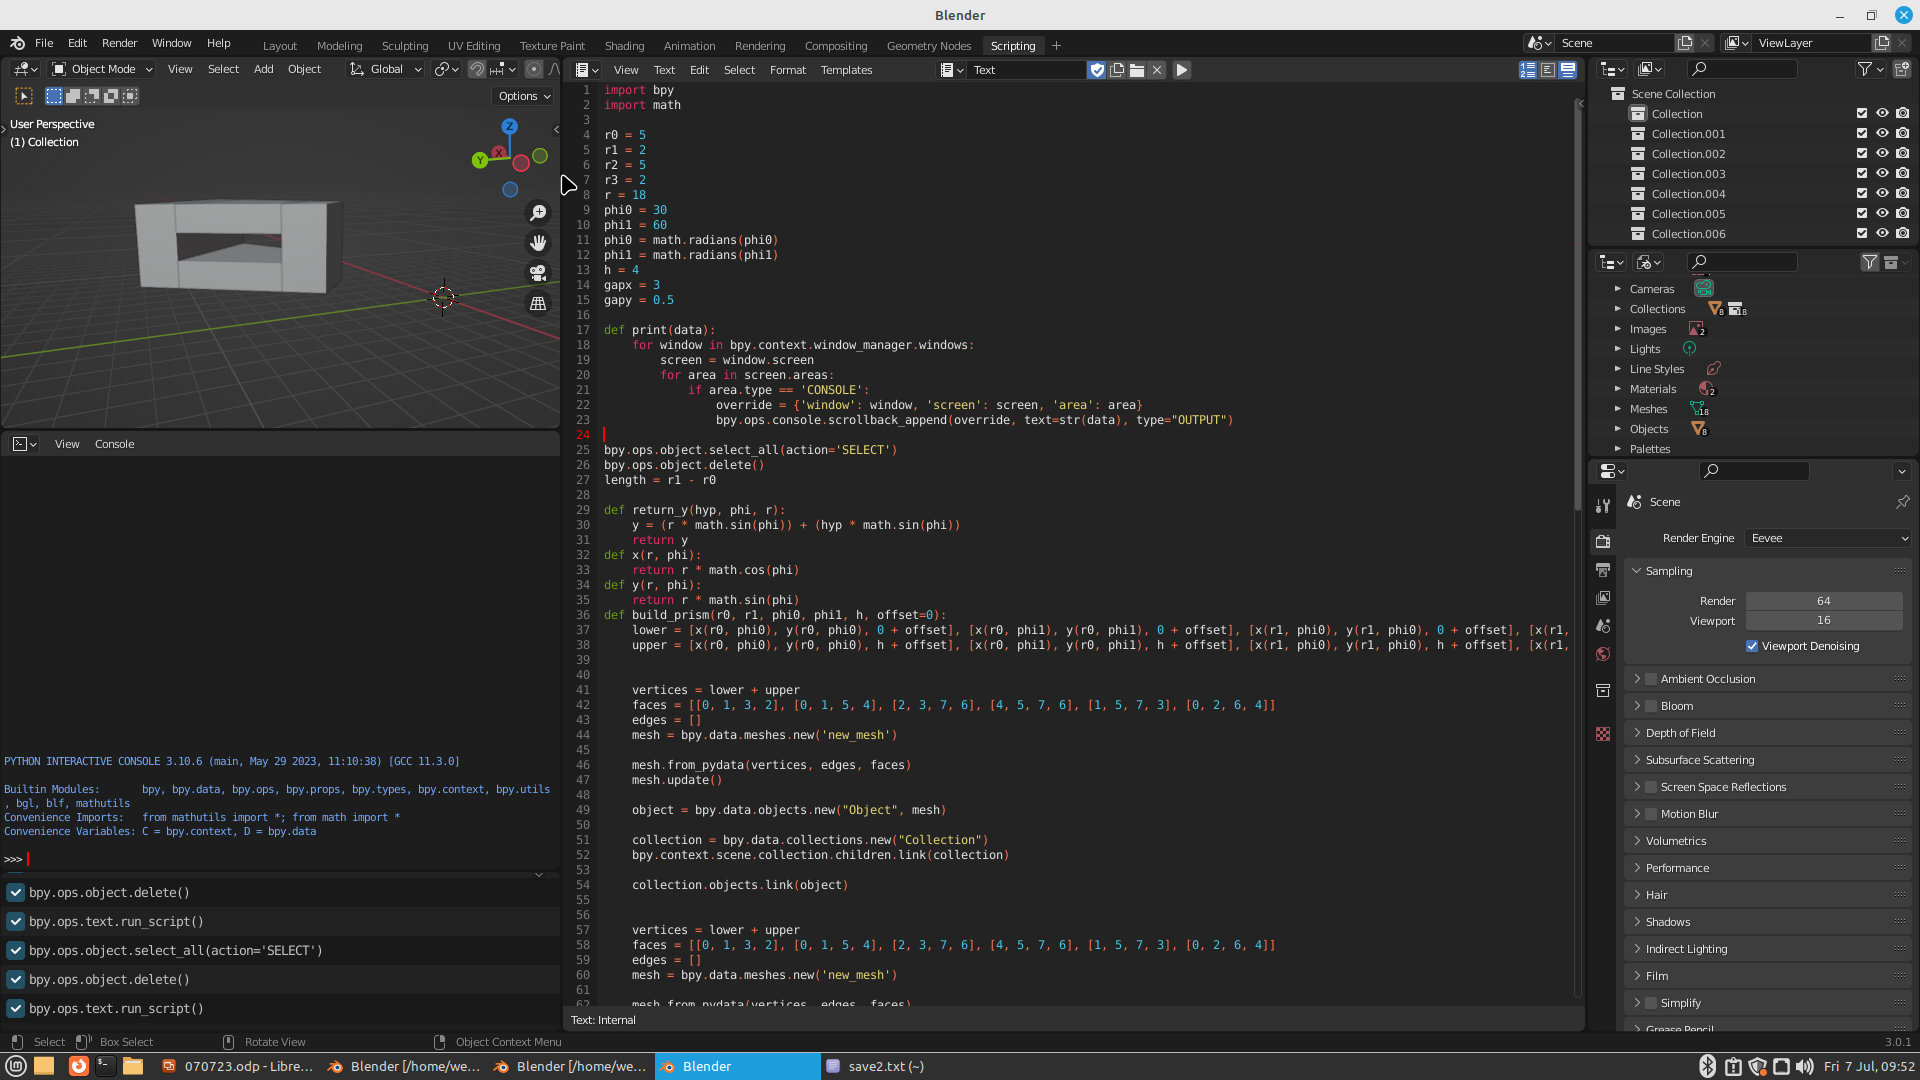 Blender
File Edit Render Window Help
Layout Modeling Sculpting UV Editing Texture Paint Shading Animation Rendering Compositing Geometry Nodes Scripting +
Scene
ViewLayer
Object Mode View Select Add Object Global
View Text Edit Select Format Templates Text
Options
User Perspective
(1) Collection
Z
Y
X
View Console
PYTHON INTERACTIVE CONSOLE 3.10.6 (main, May 29 2023, 11:10:38) [GCC 11.3.0]
Builtin Modules: bpy, bpy.data, bpy.ops, bpy.props, bpy.types, bpy.context, bpy.utils
, bgl, blf, mathutils
Convenience Imports: from mathutils import *; from math import *
Convenience Variables: C = bpy.context, D = bpy.data
>>>
bpy.ops.object.delete()
bpy.ops.text.run_script()
bpy.ops.object.select_all(action='SELECT')
bpy.ops.object.delete()
bpy.ops.text.run_script()
1 import bpy
2 import math
3
4 r0 = 5
5 r1 = 2
6 r2 = 5
7 r3 = 2
8 r = 18
9 phi0 = 30
10 phi1 = 60
11 phi0 = math.radians(phi0)
12 phi1 = math.radians(phi1)
13 h = 4
14 gapx = 3
15 gapy = 0.5
16
17 def print(data):
18     for window in bpy.context.window_manager.windows:
19         screen = window.screen
20         for area in screen.areas:
21             if area.type == 'CONSOLE':
22                 override = {'window': window, 'screen': screen, 'area': area}
23                 bpy.ops.console.scrollback_append(override, text=str(data), type="OUTPUT")
24
25 bpy.ops.object.select_all(action='SELECT')
26 bpy.ops.object.delete()
27 length = r1 - r0
28
29 def return_y(hyp, phi, r):
30     y = (r * math.sin(phi)) + (hyp * math.sin(phi))
31     return y
32 def x(r, phi):
33     return r * math.cos(phi)
34 def y(r, phi):
35     return r * math.sin(phi)
36 def build_prism(r0, r1, phi0, phi1, h, offset=0):
37     lower = [x(r0, phi0), y(r0, phi0), 0 + offset], [x(r0, phi1), y(r0, phi1), 0 + offset], [x(r1, phi0), y(r1, phi0), 0 + offset], [x(r1,
38     upper = [x(r0, phi0), y(r0, phi0), h + offset], [x(r0, phi1), y(r0, phi1), h + offset], [x(r1, phi0), y(r1, phi0), h + offset], [x(r1,
39
40
41     vertices = lower + upper
42     faces = [[0, 1, 3, 2], [0, 1, 5, 4], [2, 3, 7, 6], [4, 5, 7, 6], [1, 5, 7, 3], [0, 2, 6, 4]]
43     edges = []
44     mesh = bpy.data.meshes.new('new_mesh')
45
46     mesh.from_pydata(vertices, edges, faces)
47     mesh.update()
48
49     object = bpy.data.objects.new("Object", mesh)
50
51     collection = bpy.data.collections.new("Collection")
52     bpy.context.scene.collection.children.link(collection)
53
54     collection.objects.link(object)
55
56
57     vertices = lower + upper
58     faces = [[0, 1, 3, 2], [0, 1, 5, 4], [2, 3, 7, 6], [4, 5, 7, 6], [1, 5, 7, 3], [0, 2, 6, 4]]
59     edges = []
60     mesh = bpy.data.meshes.new('new_mesh')
61
62     mesh.from_pydata(vertices, edges, faces)
Text: Internal
Scene Collection
Collection
Collection.001
Collection.002
Collection.003
Collection.004
Collection.005
Collection.006
Cameras
Collections 8 18
Images 2
Lights
Line Styles
Materials 2
Meshes 18
Objects 8
Palettes
Scene
Render Engine Eevee
Sampling
Render 64
Viewport 16
Viewport Denoising
Ambient Occlusion
Bloom
Depth of Field
Subsurface Scattering
Screen Space Reflections
Motion Blur
Volumetrics
Performance
Hair
Shadows
Indirect Lighting
Film
Simplify
Grease Pencil
Select Box Select Rotate View Object Context Menu 3.0.1
070723.odp - Libre... Blender [/home/we... Blender [/home/we... Blender save2.txt (~) Fri 7 Jul, 09:52